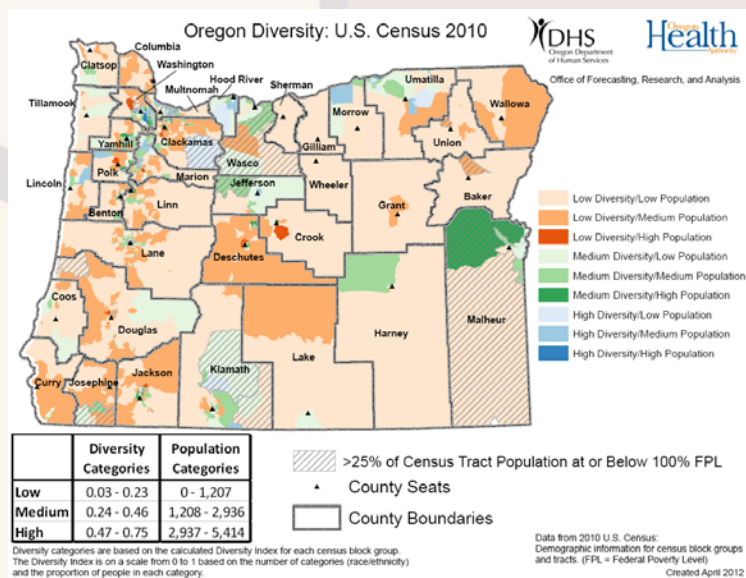 Oregon Diversity: U.S. Census 2010
DHS
Oregon Department
of Human Services
Oregon
Health
Authority
Office of Forecasting, Research, and Analysis
Columbia
Clatsop
Washington
Hood River
Multnomah
Sherman
Umatilla
Tillamook
Morrow
Wallowa
Yamhill
Clackamas
Gilliam
Union
Wasco
Polk
Marion
Lincoln
Jefferson
Wheeler
Baker
Benton
Linn
Grant
Crook
Lane
Deschutes
Coos
Douglas
Harney
Malheur
Lake
Klamath
Curry
Josephine
Jackson
Low Diversity/Low Population
Low Diversity/Medium Population
Low Diversity/High Population
Medium Diversity/Low Population
Medium Diversity/Medium Population
Medium Diversity/High Population
High Diversity/Low Population
High Diversity/Medium Population
High Diversity/High Population
Diversity Categories Population Categories
Low 0.03 - 0.23 0 - 1,207
Medium 0.24 - 0.46 1,208 - 2,936
High 0.47 - 0.75 2,937 - 5,414
>25% of Census Tract Population at or Below 100% FPL
County Seats
County Boundaries
Diversity categories are based on the calculated Diversity Index for each census block group.
The Diversity Index is on a scale from 0 to 1 based on the number of categories (race/ethnicity)
and the proportion of people in each category.
Data from 2010 U.S. Census:
Demographic information for census block groups
and tracts. (FPL = Federal Poverty Level)
Created April 2012